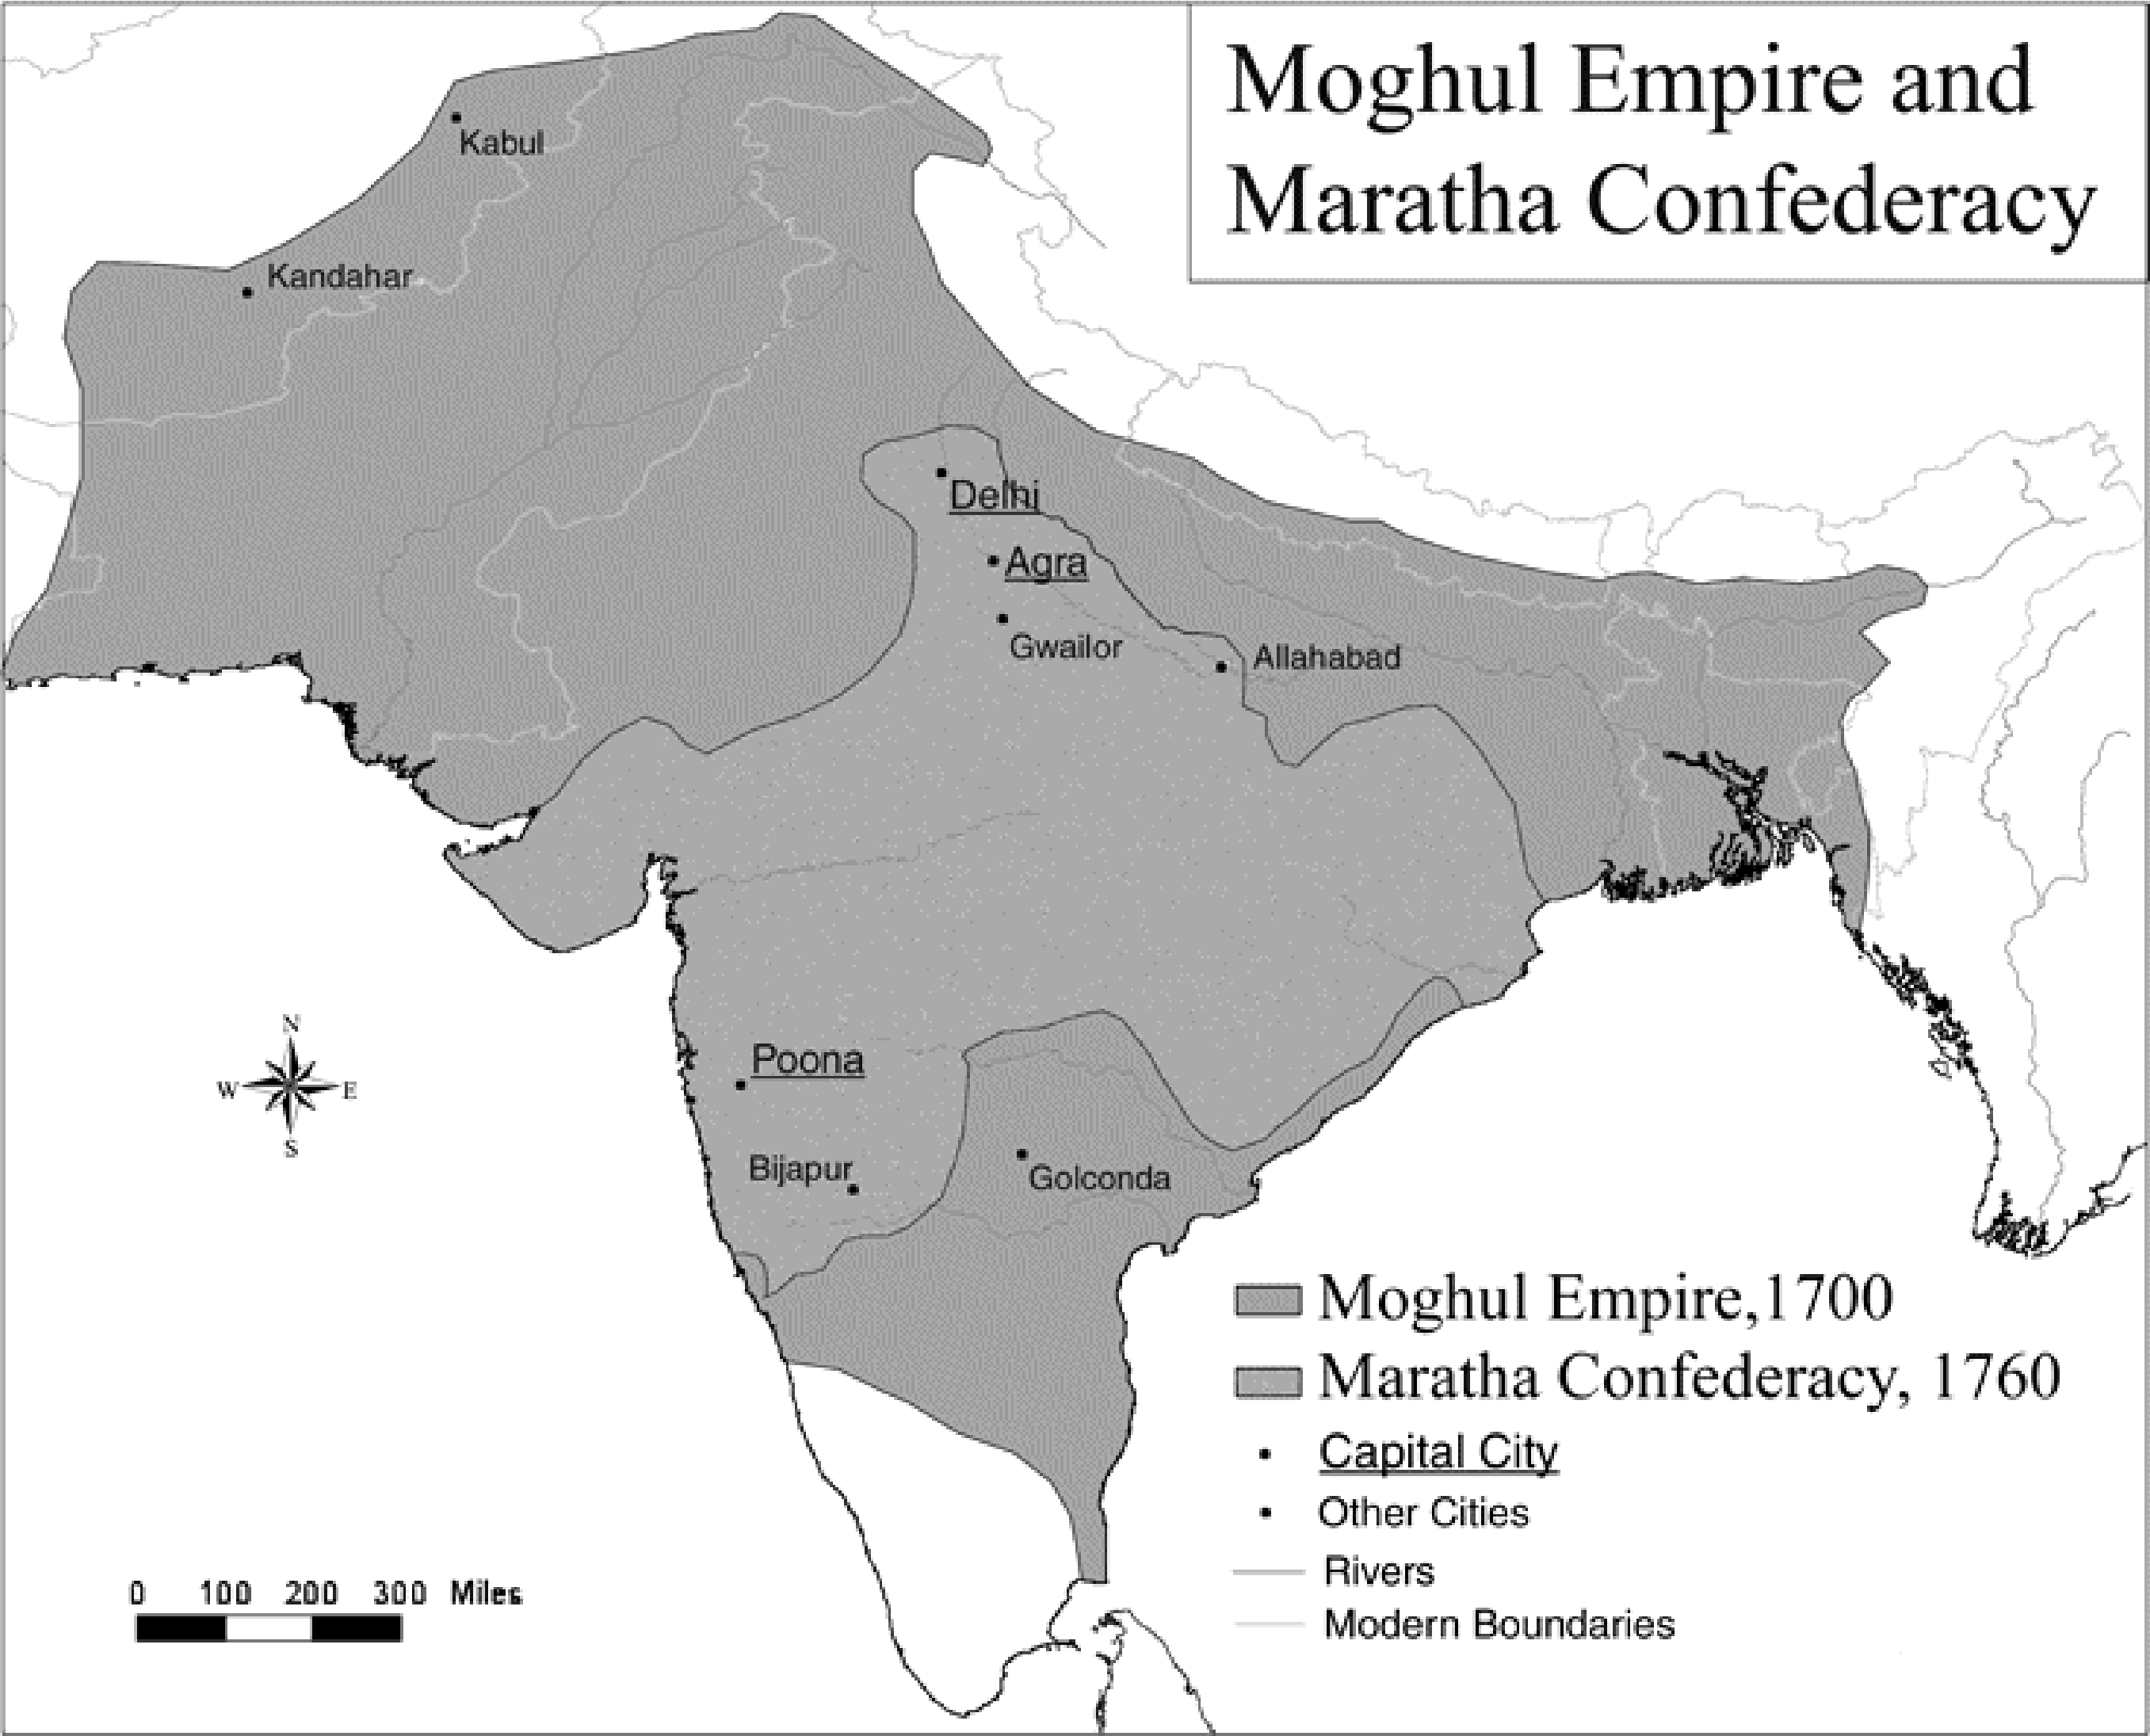 Moghul Empire and
Maratha Confederacy
Kabul
Kandahar
Delhi
Agra
Gwailor
Allahabad
Poona
Bijapur
Golconda
N
W E
S
Moghul Empire,1700
Maratha Confederacy, 1760
Capital City
Other Cities
Rivers
Modern Boundaries
0 100 200 300 Miles